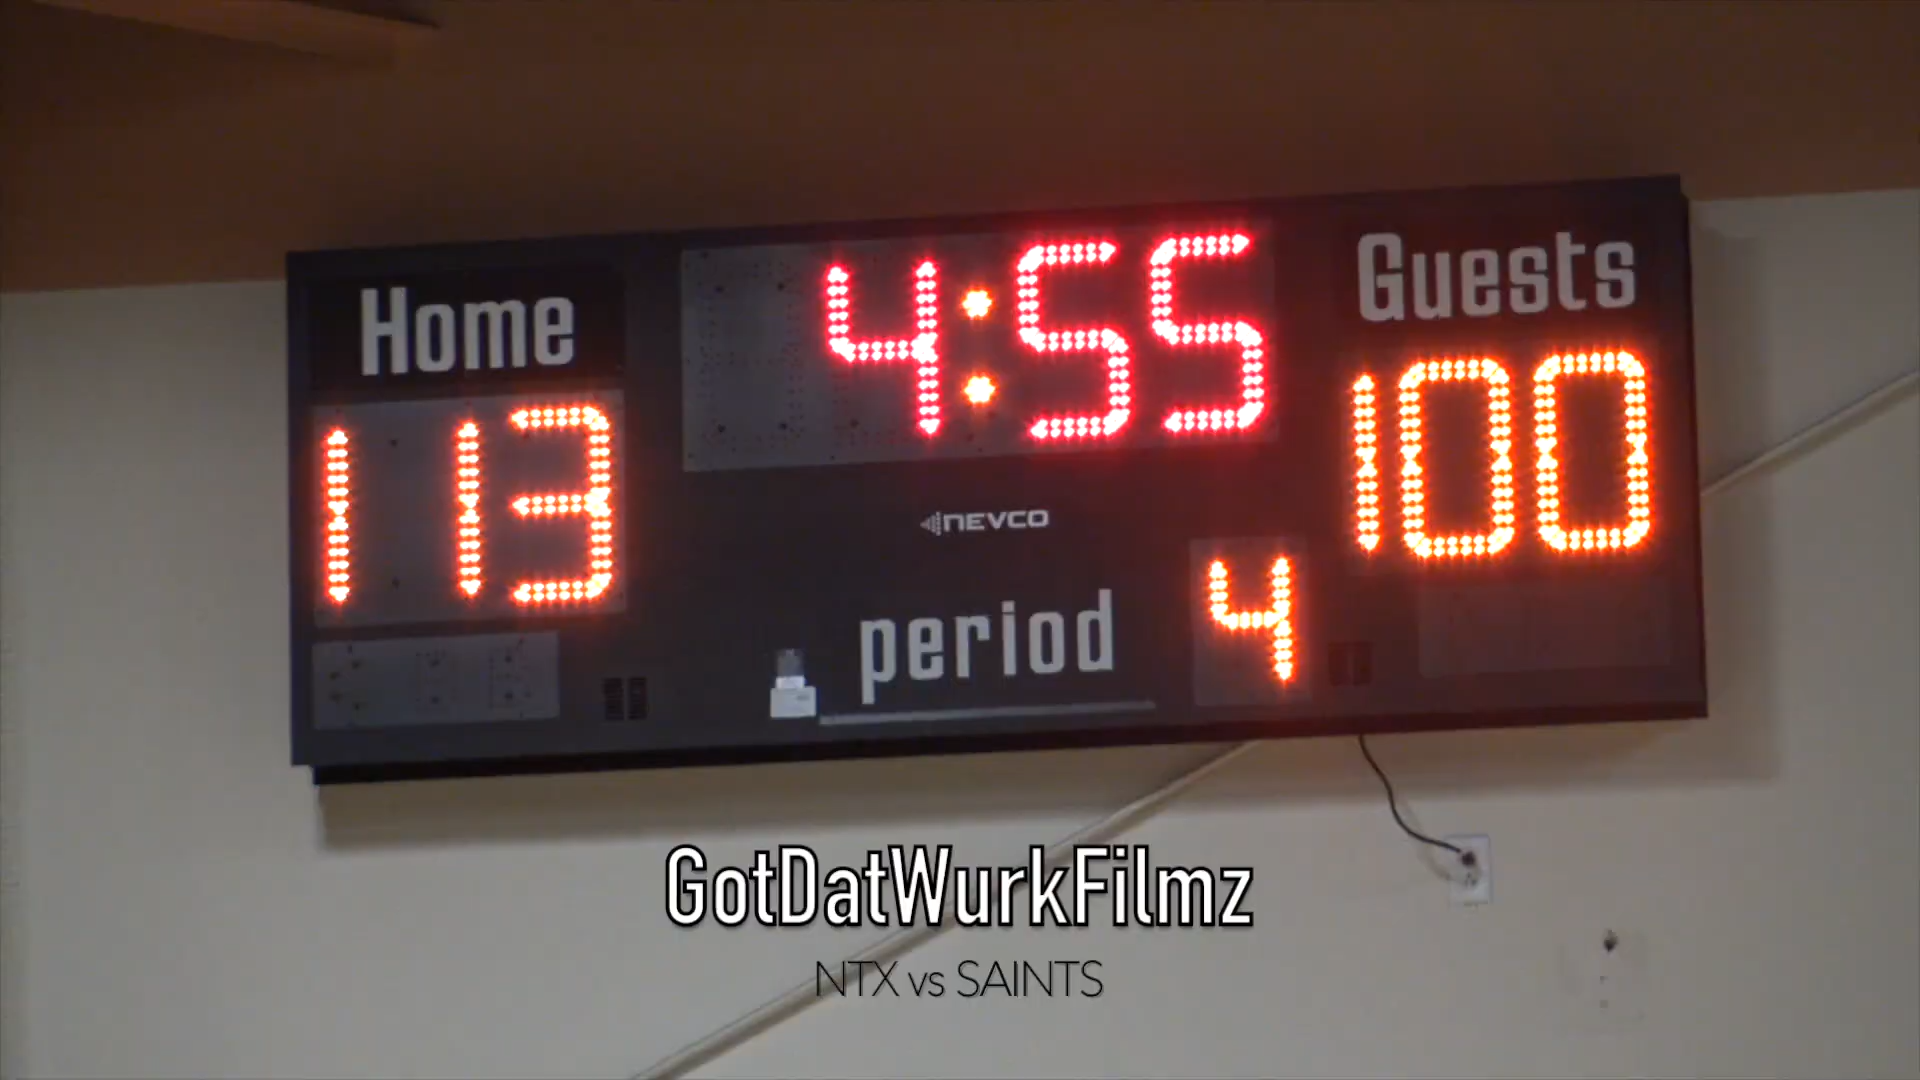 Home 4:55 Guests
113 100
NEVCO
period 4
GotDatWurkFilmz
NTX vs SAINTS